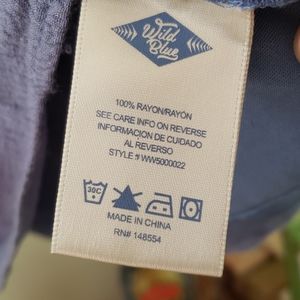 Wild
Blue
100% RAYON/RAYÓN
SEE CARE INFO ON REVERSE
INFORMACION DE CUIDADO
AL REVERSO
STYLE # WW5000022
30C
MADE IN CHINA
RN# 148554